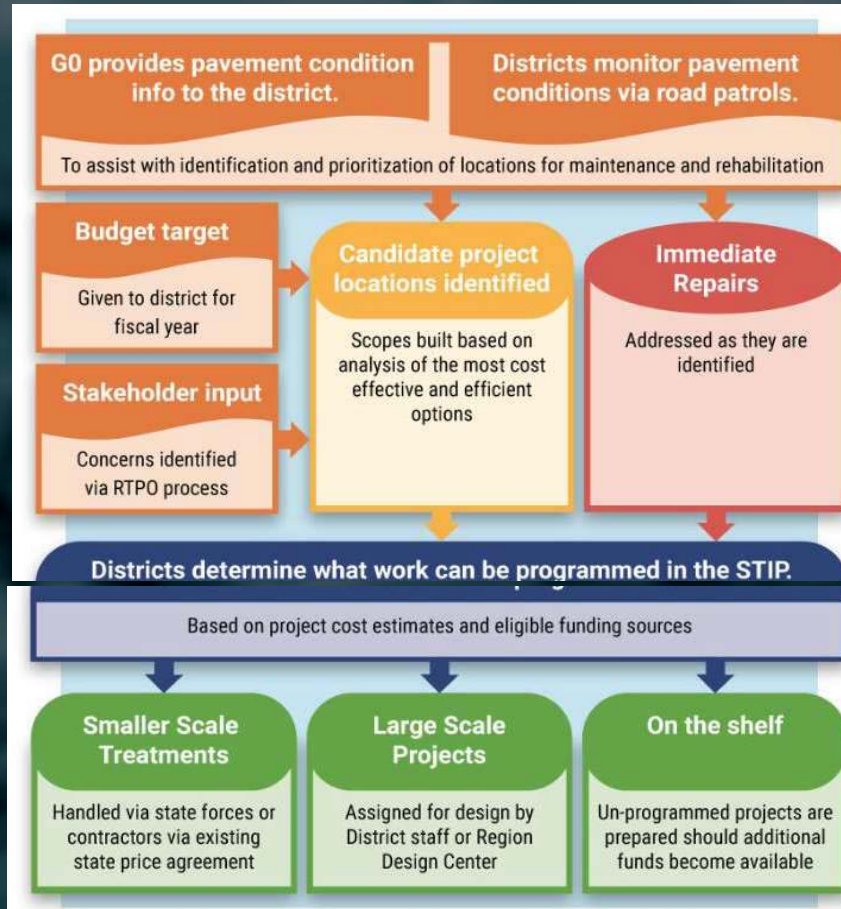 G0 provides pavement condition
info to the district.
Districts monitor pavement
conditions via road patrols.
To assist with identification and prioritization of locations for maintenance and rehabilitation
Budget target
Given to district for
fiscal year
Stakeholder input
Concerns identified
via RTPO process
Candidate project
locations identified
Scopes built based on
analysis of the most cost
effective and efficient
options
Immediate
Repairs
Addressed as they are
identified
Districts determine what work can be programmed in the STIP.
Based on project cost estimates and eligible funding sources
Smaller Scale
Treatments
Handled via state forces or
contractors via existing
state price agreement
Large Scale
Projects
Assigned for design by
District staff or Region
Design Center
On the shelf
Un-programmed projects are
prepared should additional
funds become available